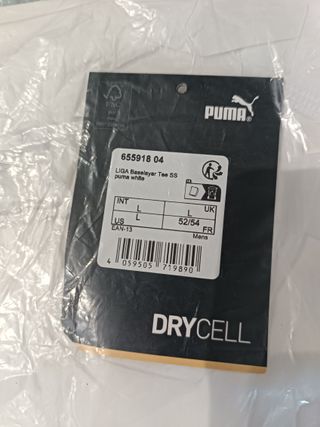 FSC
PUMA
655918 04
LIGA Baselayer Tee SS
puma white
INT L L UK
US L 52/54 FR
EAN-13 Mens
4 059505 719890
DRYCELL